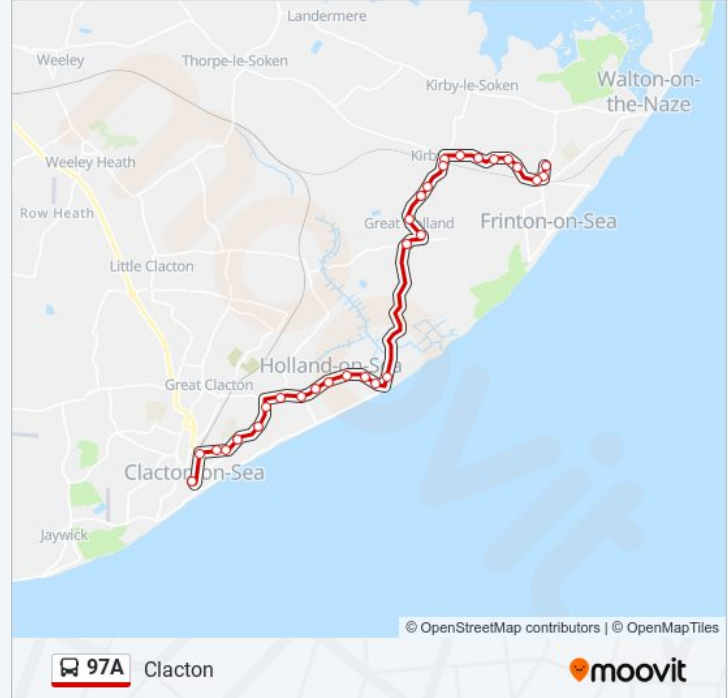 Landermere
Weeley
Thorpe-le-Soken
Walton-on-
the-Naze
Kirby-le-Soken
Kirb
Weeley Heath
Row Heath
Great Holland
Frinton-on-Sea
Little Clacton
Holland-on-Sea
Great Clacton
Clacton-on-Sea
Jaywick
moovit
© OpenStreetMap contributors | © OpenMapTiles
97A Clacton
moovit